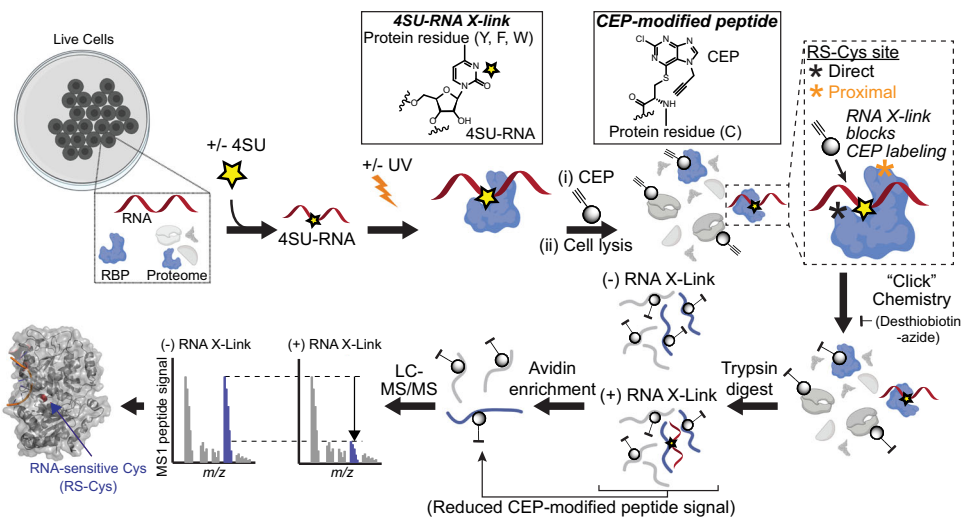 Live Cells
RNA
RBP
Proteome
+/- 4SU
4SU-RNA
4SU-RNA X-link
Protein residue (Y, F, W)
N
N
O
O
O
O
O
OH
4SU-RNA
+/- UV
(i) CEP
(ii) Cell lysis
CEP-modified peptide
Cl
N
N
N
N
S
O
NH
CEP
Protein residue (C)
RS-Cys site
* Direct
* Proximal
RNA X-link
blocks
CEP labeling
“Click”
Chemistry
(Desthiobiotin
-azide)
Trypsin
digest
(-) RNA X-Link
(+) RNA X-Link
Avidin
enrichment
(Reduced CEP-modified peptide signal)
LC-
MS/MS
(-) RNA X-Link
(+) RNA X-Link
MS1 peptide signal
m/z
m/z
RNA-sensitive Cys
(RS-Cys)